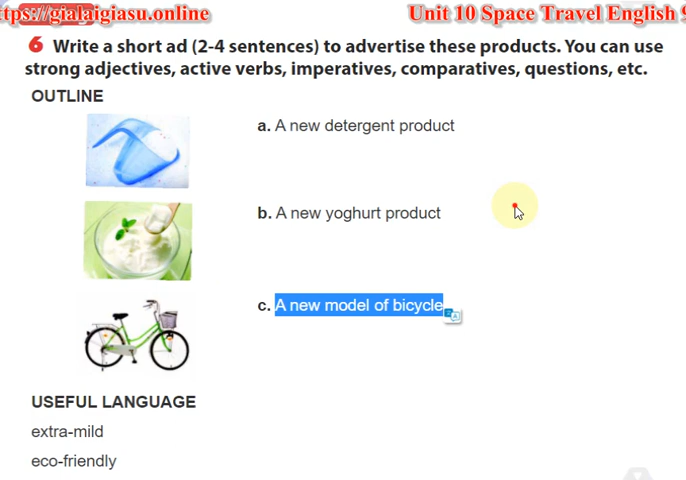 ttps://gialaigiasu.online
Unit 10 Space Travel English 9
6 Write a short ad (2-4 sentences) to advertise these products. You can use
strong adjectives, active verbs, imperatives, comparatives, questions, etc.
OUTLINE
a. A new detergent product
b. A new yoghurt product
c. A new model of bicycle
USEFUL LANGUAGE
extra-mild
eco-friendly